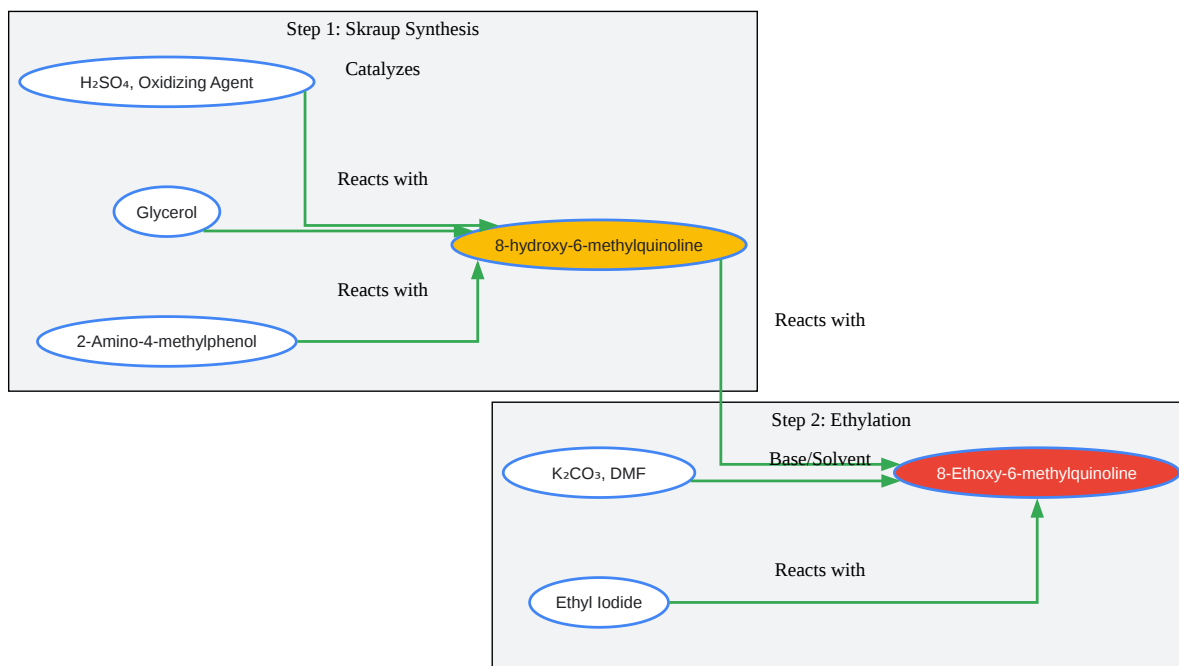 Step 1: Skraup Synthesis
Catalyzes
H₂SO₄, Oxidizing Agent
Reacts with
Glycerol
8-hydroxy-6-methylquinoline
Reacts with
2-Amino-4-methylphenol
Reacts with
Step 2: Ethylation
Base/Solvent
K₂CO₃, DMF
8-Ethoxy-6-methylquinoline
Reacts with
Ethyl Iodide